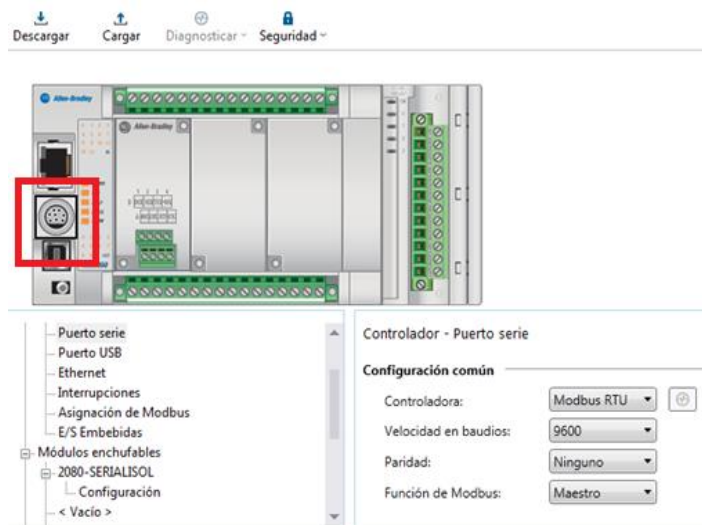 Descargar Cargar Diagnosticar Seguridad
Allen-Bradley
Allen-Bradley
Puerto serie
Puerto USB
Ethernet
Interrupciones
Asignación de Modbus
E/S Embebidas
Módulos enchufables
2080-SERIALISOL
Configuración
< Vacío >
Controlador - Puerto serie
Configuración común
Controladora: Modbus RTU
Velocidad en baudios: 9600
Paridad: Ninguno
Función de Modbus: Maestro